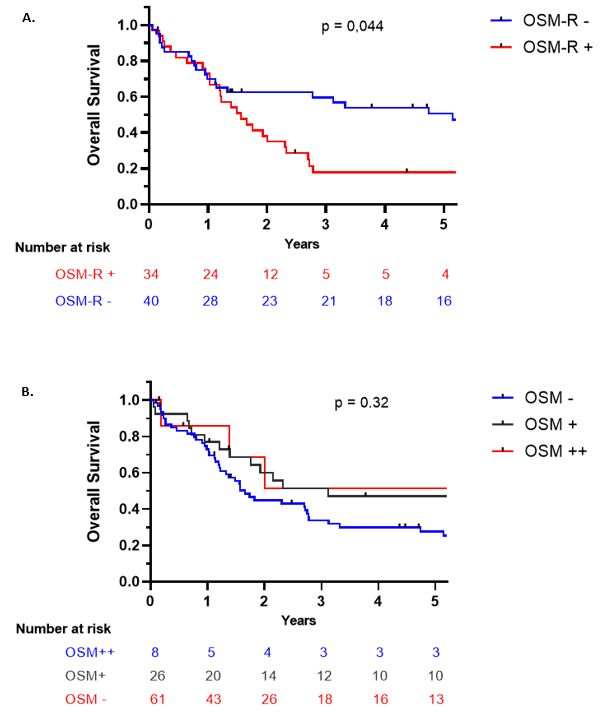 A.
p = 0,044
OSM-R -
OSM-R +
Overall Survival
1.0
0.8
0.6
0.4
0.2
0.0
0 1 2 3 4 5
Years
Number at risk
OSM-R + 34 24 12 5 5 4
OSM-R - 40 28 23 21 18 16
B.
p = 0.32
OSM -
OSM +
OSM ++
Overall Survival
1.0
0.8
0.6
0.4
0.2
0.0
0 1 2 3 4 5
Years
Number at risk
OSM++ 8 5 4 3 3 3
OSM+ 26 20 14 12 10 10
OSM - 61 43 26 18 16 13